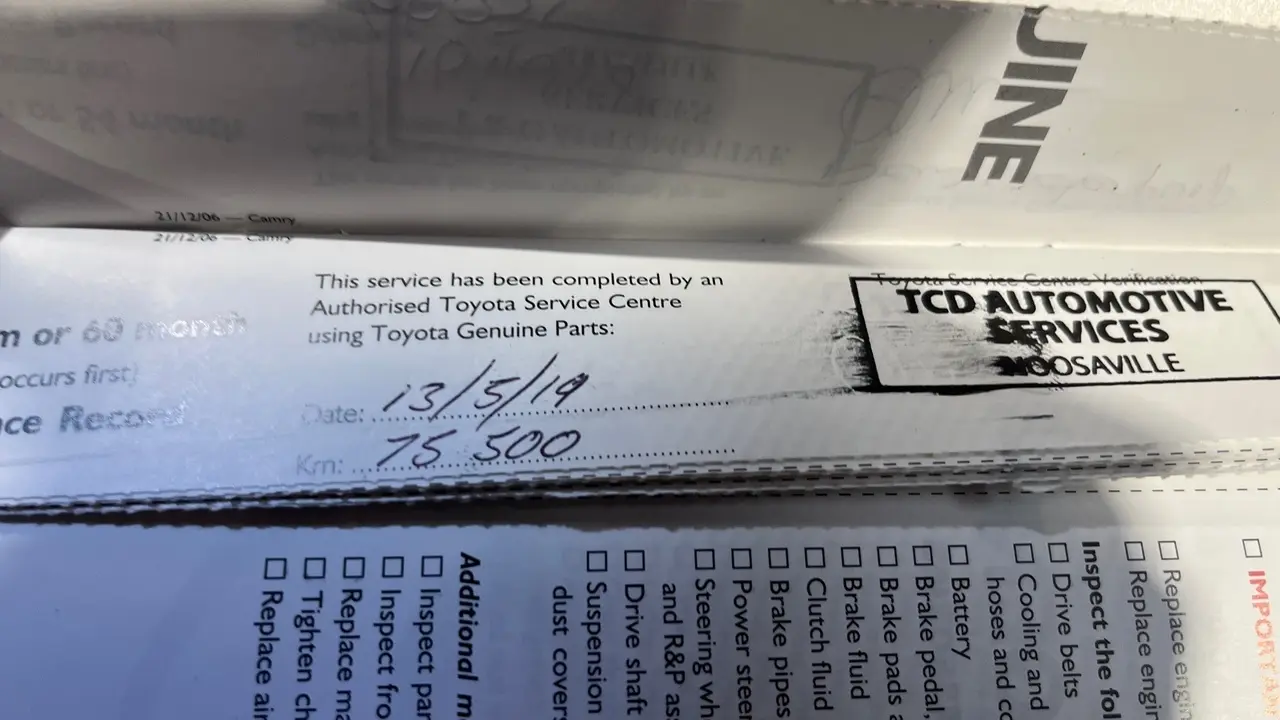 JINE
21/12/06 — Camry
21/12/06 — Camry
m or 60 month
occurs first)
ce Record
This service has been completed by an
Authorised Toyota Service Centre
using Toyota Genuine Parts:
Date: 13/5/19
Km: 75 500
Toyota Service Centre Verification
TCD AUTOMOTIVE
SERVICES
NOOSAVILLE
IMPORTAN
Replace engin
Replace engi
Inspect the fol
Drive belts
Cooling and
hoses and co
Battery
Brake pedal,
Brake pads a
Brake fluid
Clutch fluid
Brake pipes
Power steer
Steering wh
and R&P as
Drive shaft
Suspension
dust covers
Additional m
Inspect par
Inspect fro
Replace ma
Tighten ch
Replace air